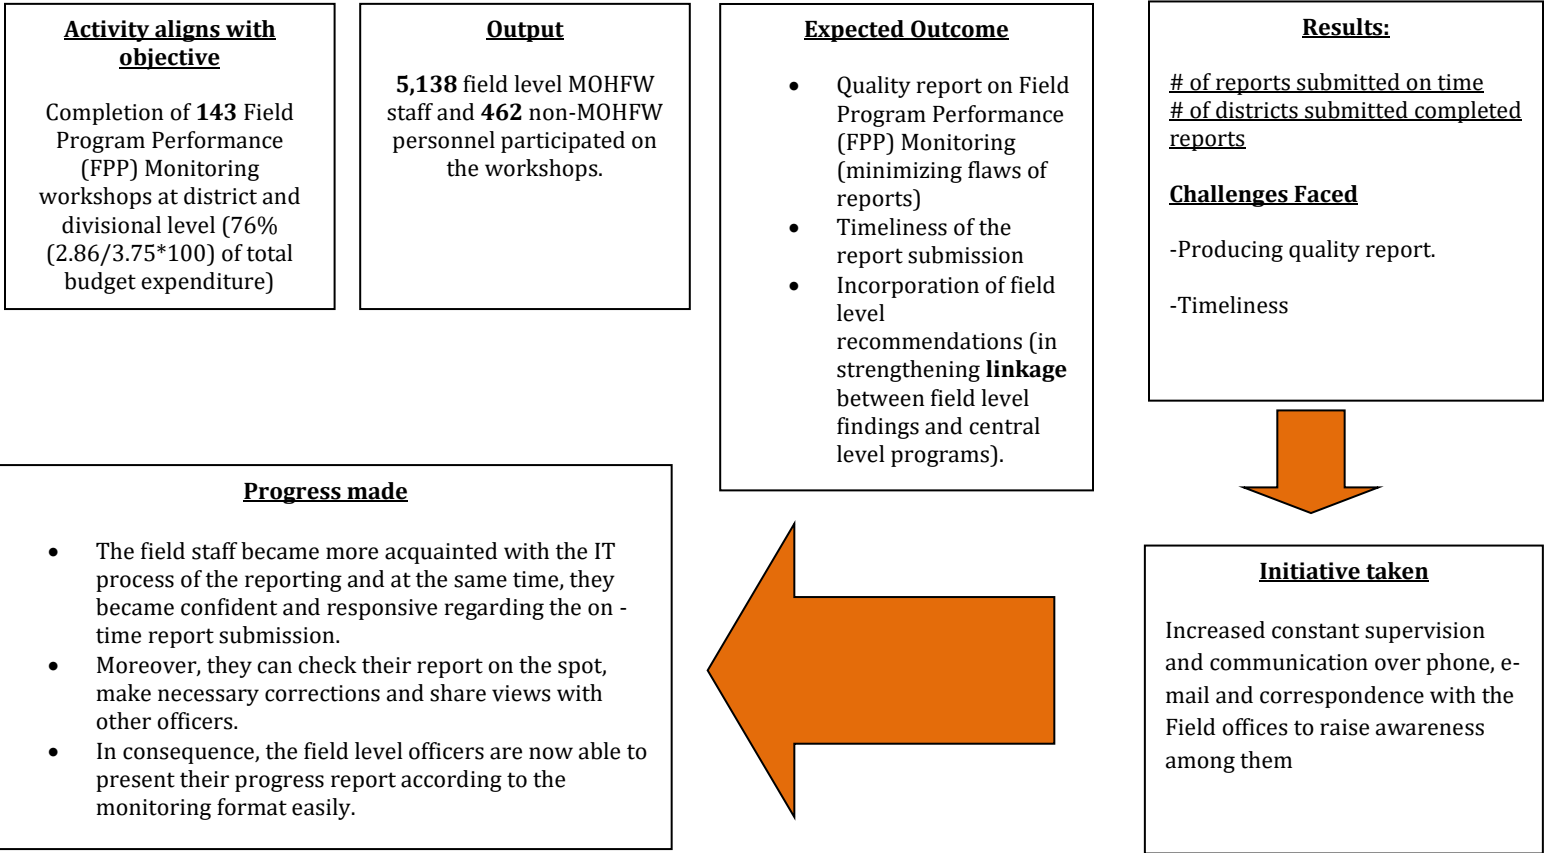 Activity aligns with
objective
Completion of 143 Field
Program Performance
(FPP) Monitoring
workshops at district and
divisional level (76%
(2.86/3.75*100) of total
budget expenditure)
Output
5,138 field level MOHFW
staff and 462 non-MOHFW
personnel participated on
the workshops.
Expected Outcome
• Quality report on Field
Program Performance
(FPP) Monitoring
(minimizing flaws of
reports)
• Timeliness of the
report submission
• Incorporation of field
level
recommendations (in
strengthening linkage
between field level
findings and central
level programs).
Results:
# of reports submitted on time
# of districts submitted completed
reports
Challenges Faced
-Producing quality report.
-Timeliness
Initiative taken
Increased constant supervision
and communication over phone, e-
mail and correspondence with the
Field offices to raise awareness
among them
Progress made
• The field staff became more acquainted with the IT
process of the reporting and at the same time, they
became confident and responsive regarding the on -
time report submission.
• Moreover, they can check their report on the spot,
make necessary corrections and share views with
other officers.
• In consequence, the field level officers are now able to
present their progress report according to the
monitoring format easily.